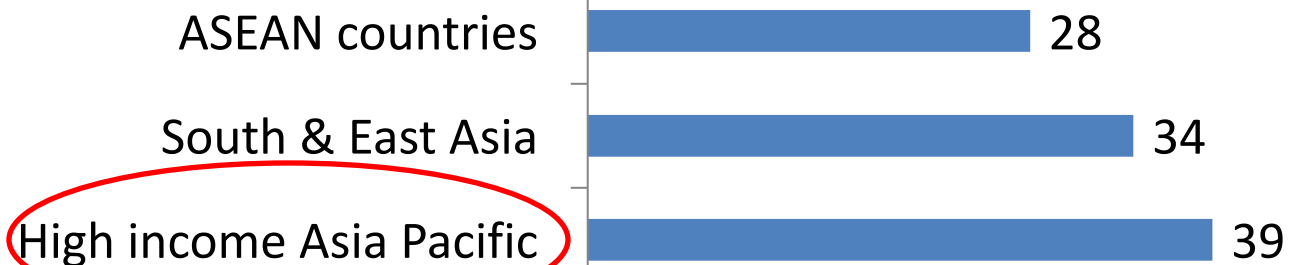 ASEAN countries 28
South & East Asia 34
High income Asia Pacific 39